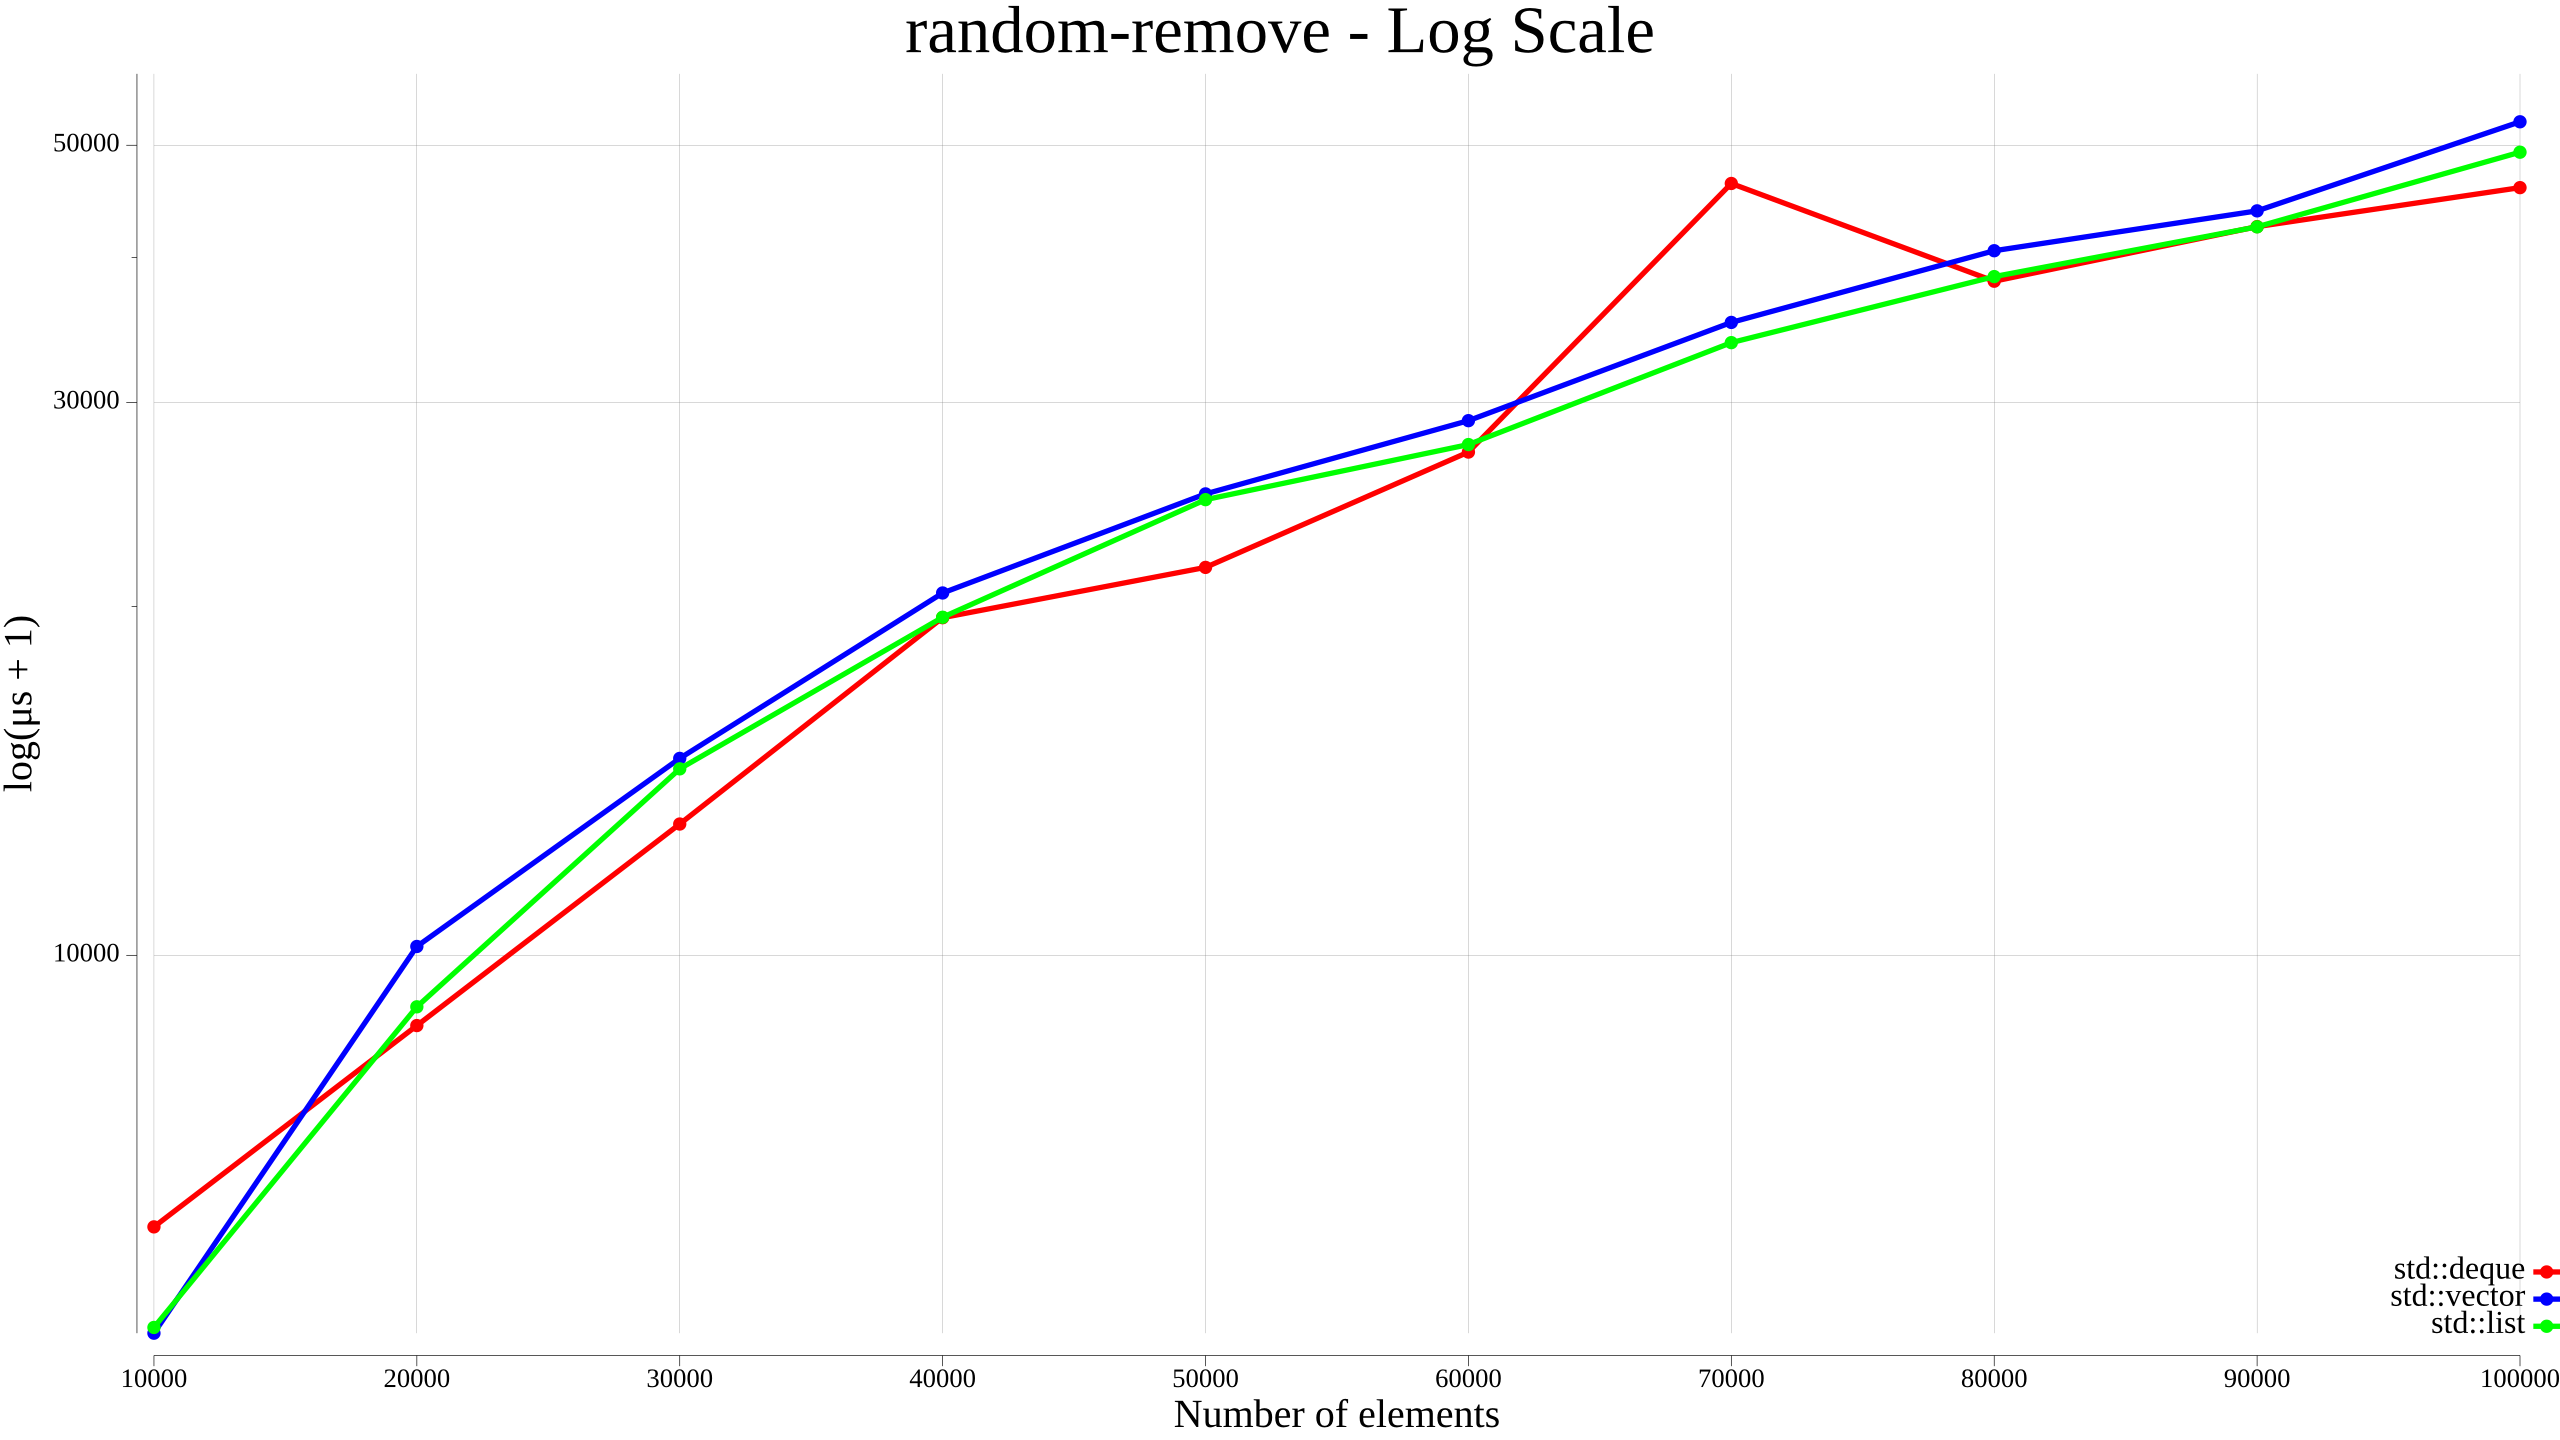 random-remove - Log Scale
50000
30000
10000
log(μs + 1)
std::deque
std::vector
std::list
10000 20000 30000 40000 50000 60000 70000 80000 90000 100000
Number of elements